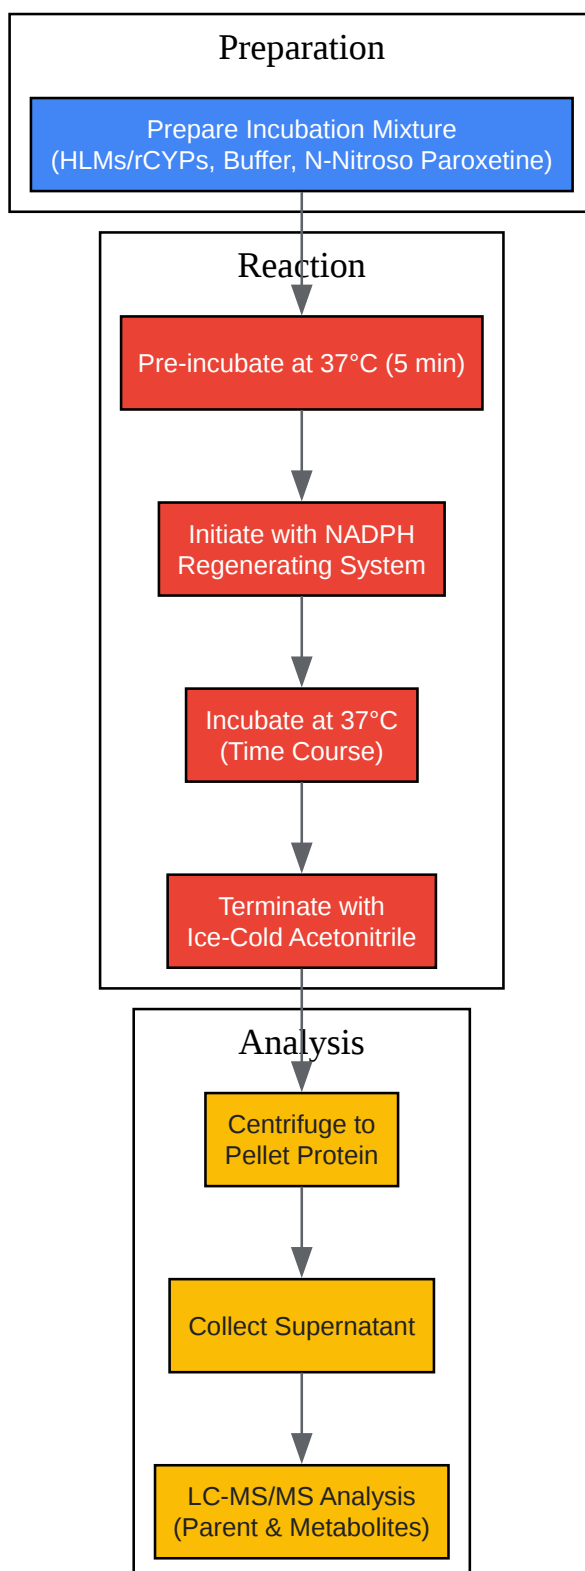 Preparation
Prepare Incubation Mixture
(HLMs/rCYPs, Buffer, N-Nitroso Paroxetine)
Reaction
Pre-incubate at 37°C (5 min)
Initiate with NADPH
Regenerating System
Incubate at 37°C
(Time Course)
Terminate with
Ice-Cold Acetonitrile
Analysis
Centrifuge to
Pellet Protein
Collect Supernatant
LC-MS/MS Analysis
(Parent & Metabolites)